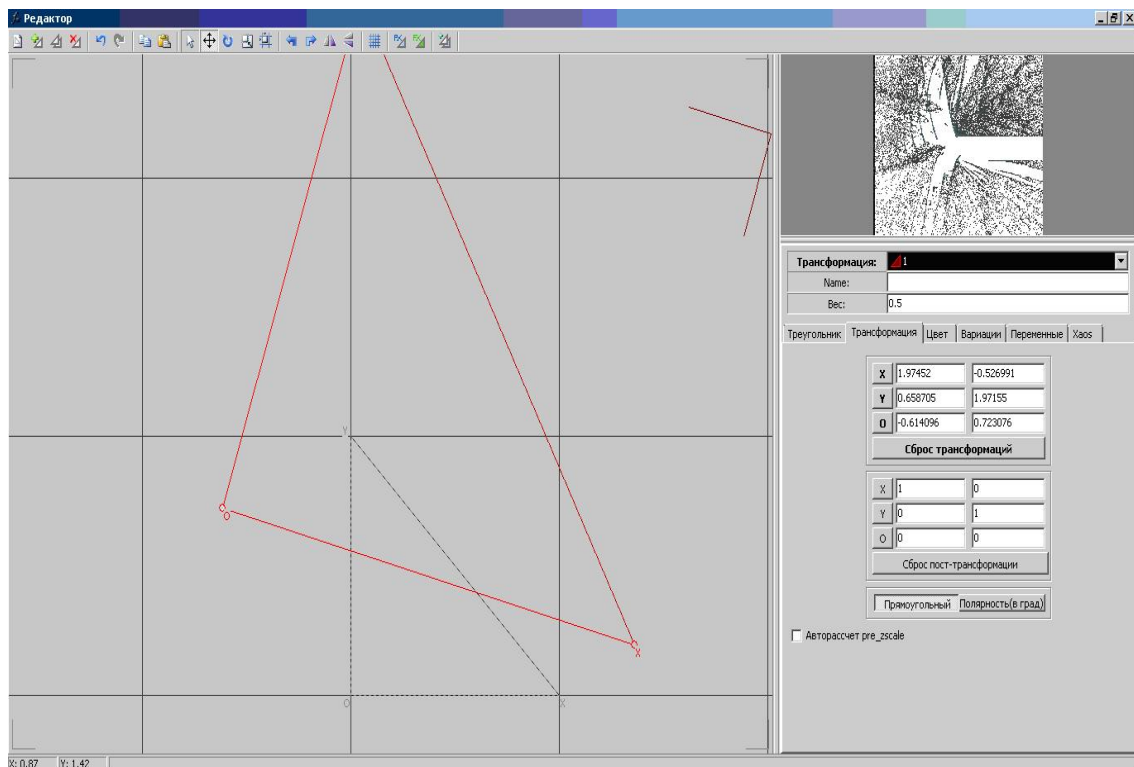 Редактор
Y
O
X
O
X
Трансформация: 1
Name:
Вес: 0.5
Треугольник Трансформация Цвет Вариации Переменные Xaos
X 1.97452 -0.526991
Y 0.658705 1.97155
O -0.614096 0.723076
Сброс трансформаций
X 1 0
Y 0 1
O 0 0
Сброс пост-трансформации
Прямоугольный Полярность(в град)
Авторассчет pre_zscale
X: 0.87 Y: 1.42